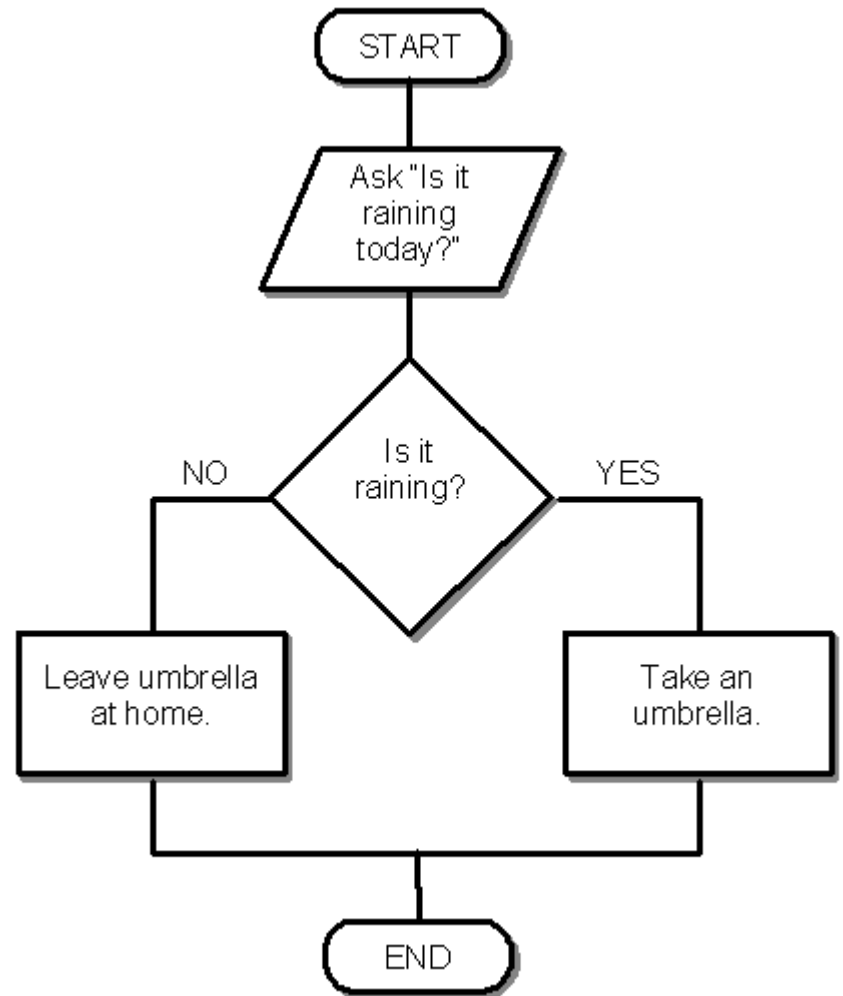 START
Ask "Is it
raining
today?"
Is it
raining?
NO
YES
Leave umbrella
at home.
Take an
umbrella.
END